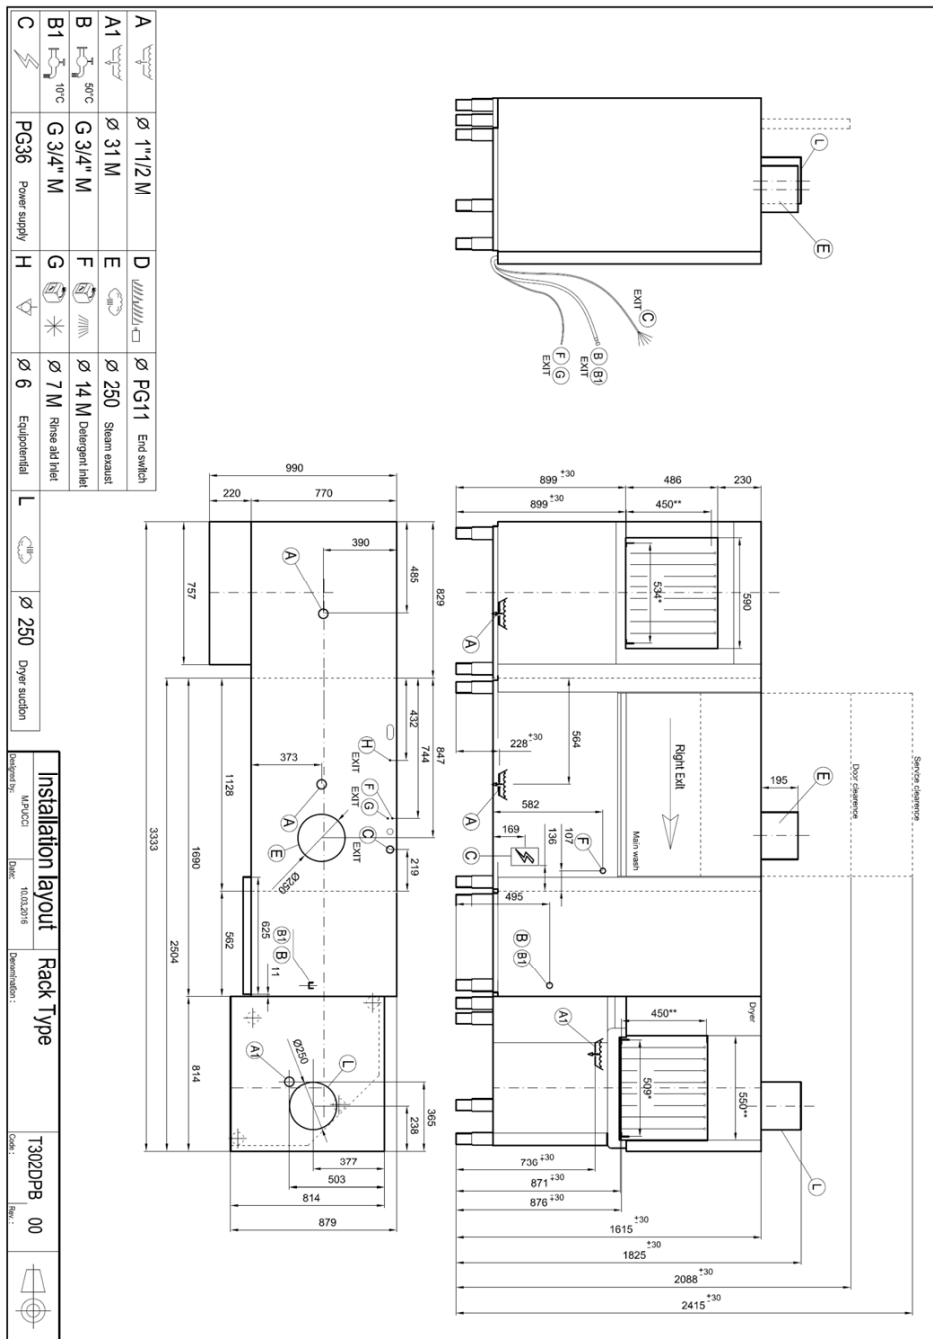 A Ø 1"1/2 M
A1 Ø 31 M
B 50°C G 3/4" M
B1 10°C G 3/4" M
C PG36 Power supply
D Ø PG11 End switch
E Ø 250 Steam exhaust
F Ø 14 M Detergent inlet
G Ø 7 M Rinse aid inlet
H Ø 6 Equipotential
L Ø 250 Dryer suction
Installation layout
Rack Type
T302DPB 00
Designed by: M.PUCCI
Date: 10.03.2016
Denomination :
Code :
Rev. :
L
E
C
EXIT
B B1
EXIT
F G
EXIT
899 ±30
486
230
899 ±30
450**
534*
590
A
Service clearence
Door clearence
564
228 ±30
Right Exit
195
E
A
582
Main wash
169
136
107
F
C
495
B B1
Dryer
A1
450**
509*
550**
L
736 ±30
871 ±30
876 ±30
1615 ±30
1825 ±30
2088 ±30
2415 ±30
990
220
770
390
485
829
757
A
432
744
847
H
EXIT
F
G
EXIT
C
EXIT
373
A
E
Ø250
219
1128
1690
3333
2504
562
625
11
B1 B
A1
Ø250
L
814
365
238
377
503
814
879